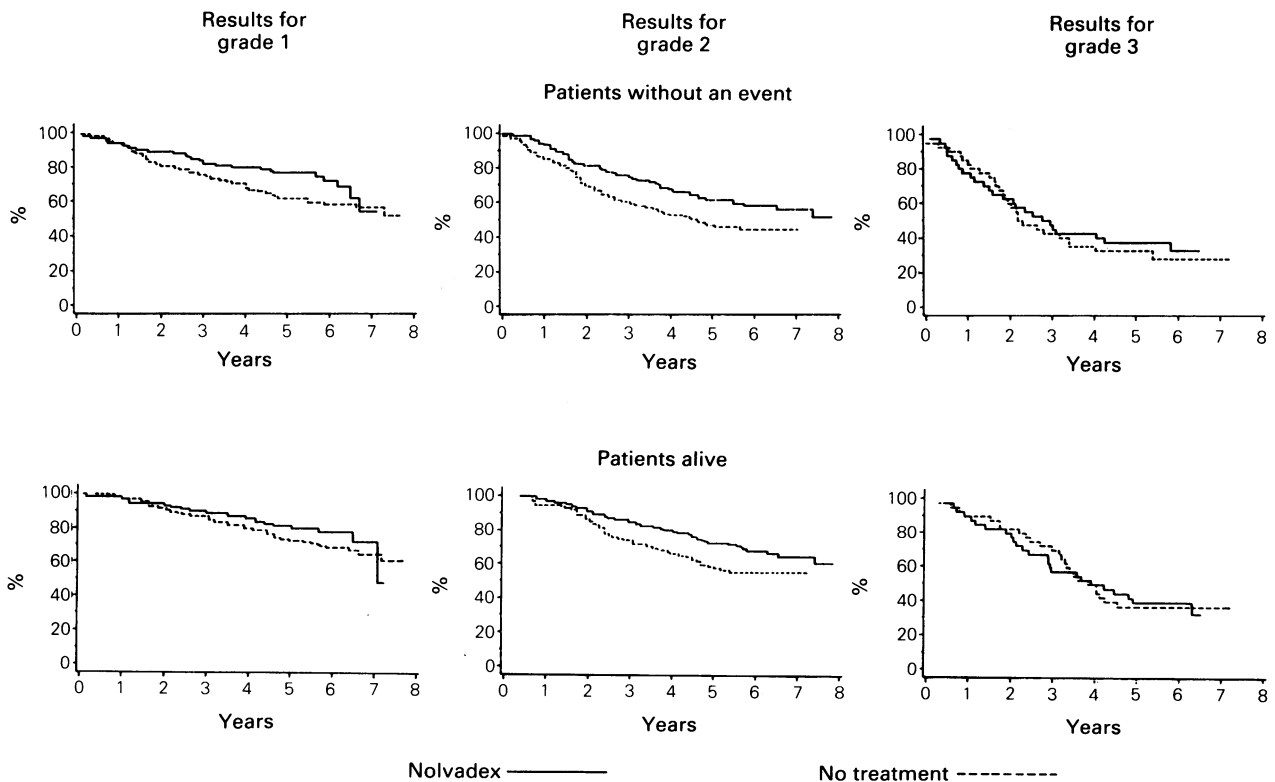 Results for grade 1
Results for grade 2
Results for grade 3
Patients without an event
100
80
60
40
20
0
%
0 1 2 3 4 5 6 7 8
Years
100
80
60
40
20
0
%
0 1 2 3 4 5 6 7 8
Years
100
80
60
40
20
0
%
0 1 2 3 4 5 6 7 8
Years
Patients alive
100
80
60
40
20
0
%
0 1 2 3 4 5 6 7 8
Years
100
80
60
40
20
0
%
0 1 2 3 4 5 6 7 8
Years
100
80
60
40
20
0
%
0 1 2 3 4 5 6 7 8
Years
Nolvadex
No treatment